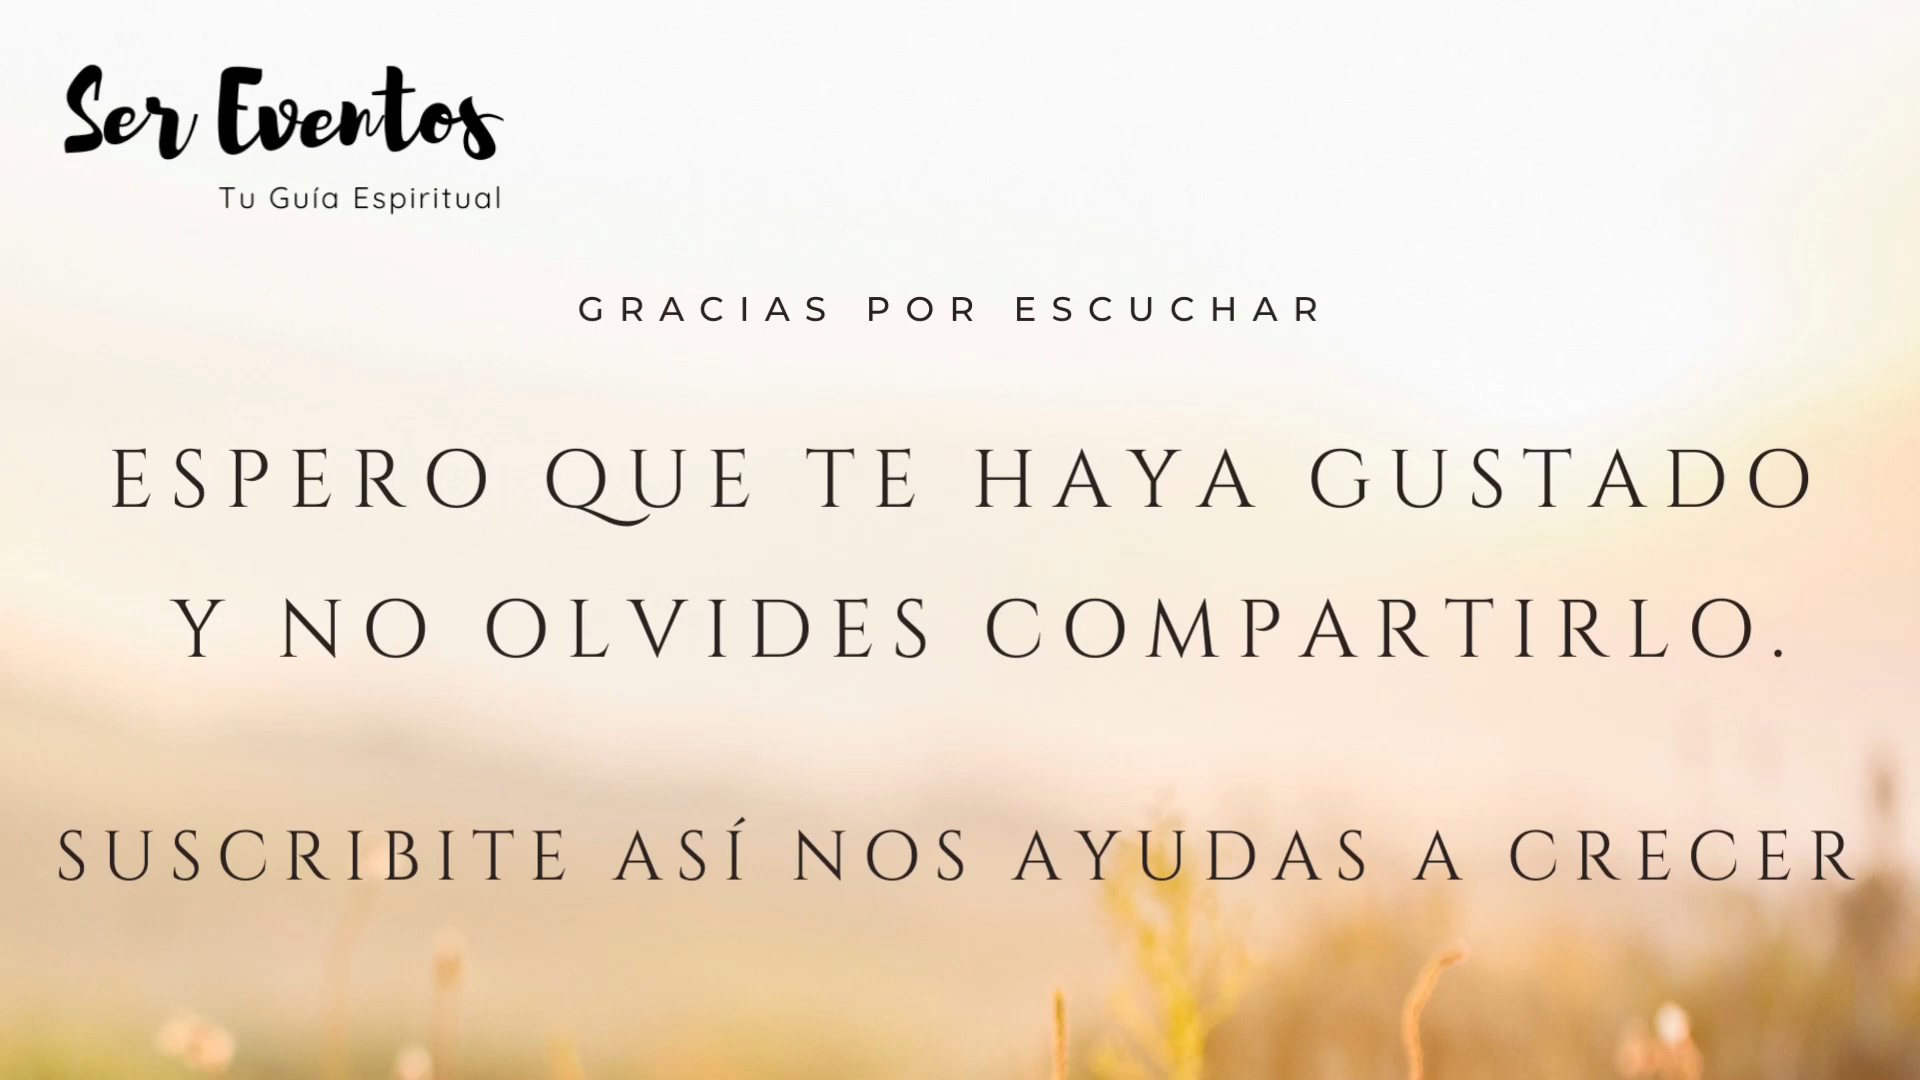 Ser Eventos
Tu Guía Espiritual
GRACIAS POR ESCUCHAR
ESPERO QUE TE HAYA GUSTADO
Y NO OLVIDES COMPARTIRLO.
SUSCRIBITE ASÍ NOS AYUDAS A CRECER